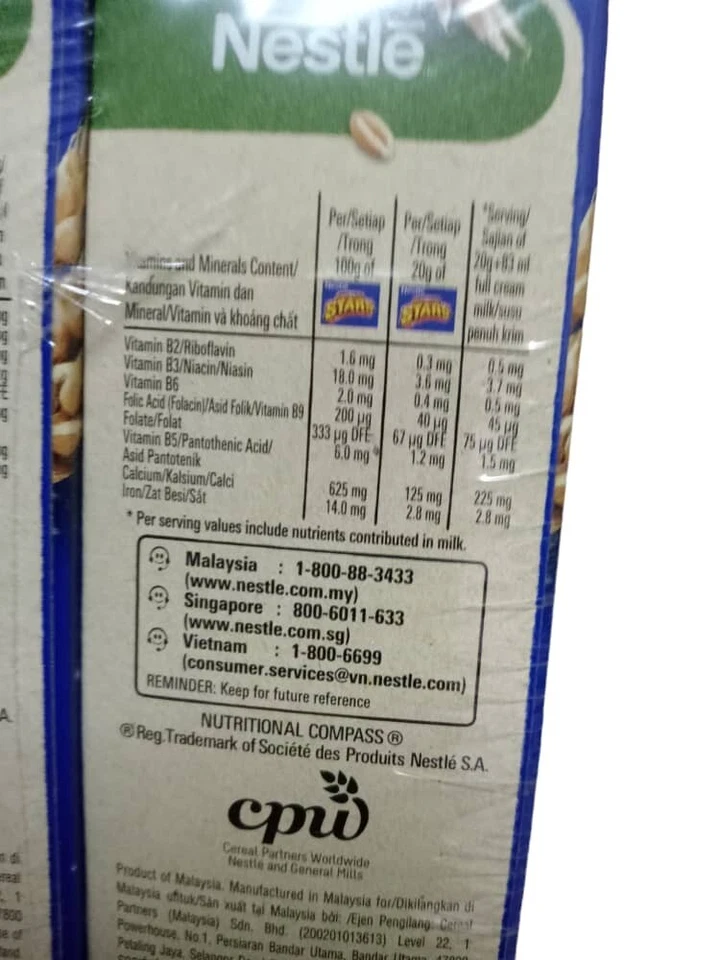 Nestlé
Vitamins and Minerals Content/
Kandungan Vitamin dan
Mineral/Vitamin và khoáng chất
Per/Setiap
/Trong
100g of
STARS
Per/Setiap
/Trong
20g of
STARS
*Serving/
Sajian of
20g+83 ml
full cream
milk/susu
penuh krim
Vitamin B2/Riboflavin 1.6 mg 0.3 mg 0.5 mg
Vitamin B3/Niacin/Niasin 18.0 mg 3.6 mg 3.7 mg
Vitamin B6 2.0 mg 0.4 mg 0.5 mg
Folic Acid (Folacin)/Asid Folik/Vitamin B9 200 µg 40 µg 45 µg
Folate/Folat 333 µg DFE 67 µg DFE 75 µg DFE
Vitamin B5/Pantothenic Acid/ 6.0 mg 1.2 mg 1.5 mg
Asid Pantotenik
Calcium/Kalsium/Calci 625 mg 125 mg 225 mg
Iron/Zat Besi/Sắt 14.0 mg 2.8 mg 2.8 mg
* Per serving values include nutrients contributed in milk.
Malaysia : 1-800-88-3433
(www.nestle.com.my)
Singapore : 800-6011-633
(www.nestle.com.sg)
Vietnam : 1-800-6699
(consumer.services@vn.nestle.com)
REMINDER: Keep for future reference
NUTRITIONAL COMPASS ®
® Reg.Trademark of Société des Produits Nestlé S.A.
cpw
Cereal Partners Worldwide
Nestlé and General Mills
Product of Malaysia. Manufactured in Malaysia for/Dikilangkan di
Malaysia untuk/Sản xuất tại Malaysia bởi: /Ejen Pengilang: Cereal
Partners (Malaysia) Sdn. Bhd. (200201013613) Level 22, 1
Powerhouse, No.1, Persiaran Bandar Utama, Bandar Utama, 47800
Petaling Jaya, Selangor